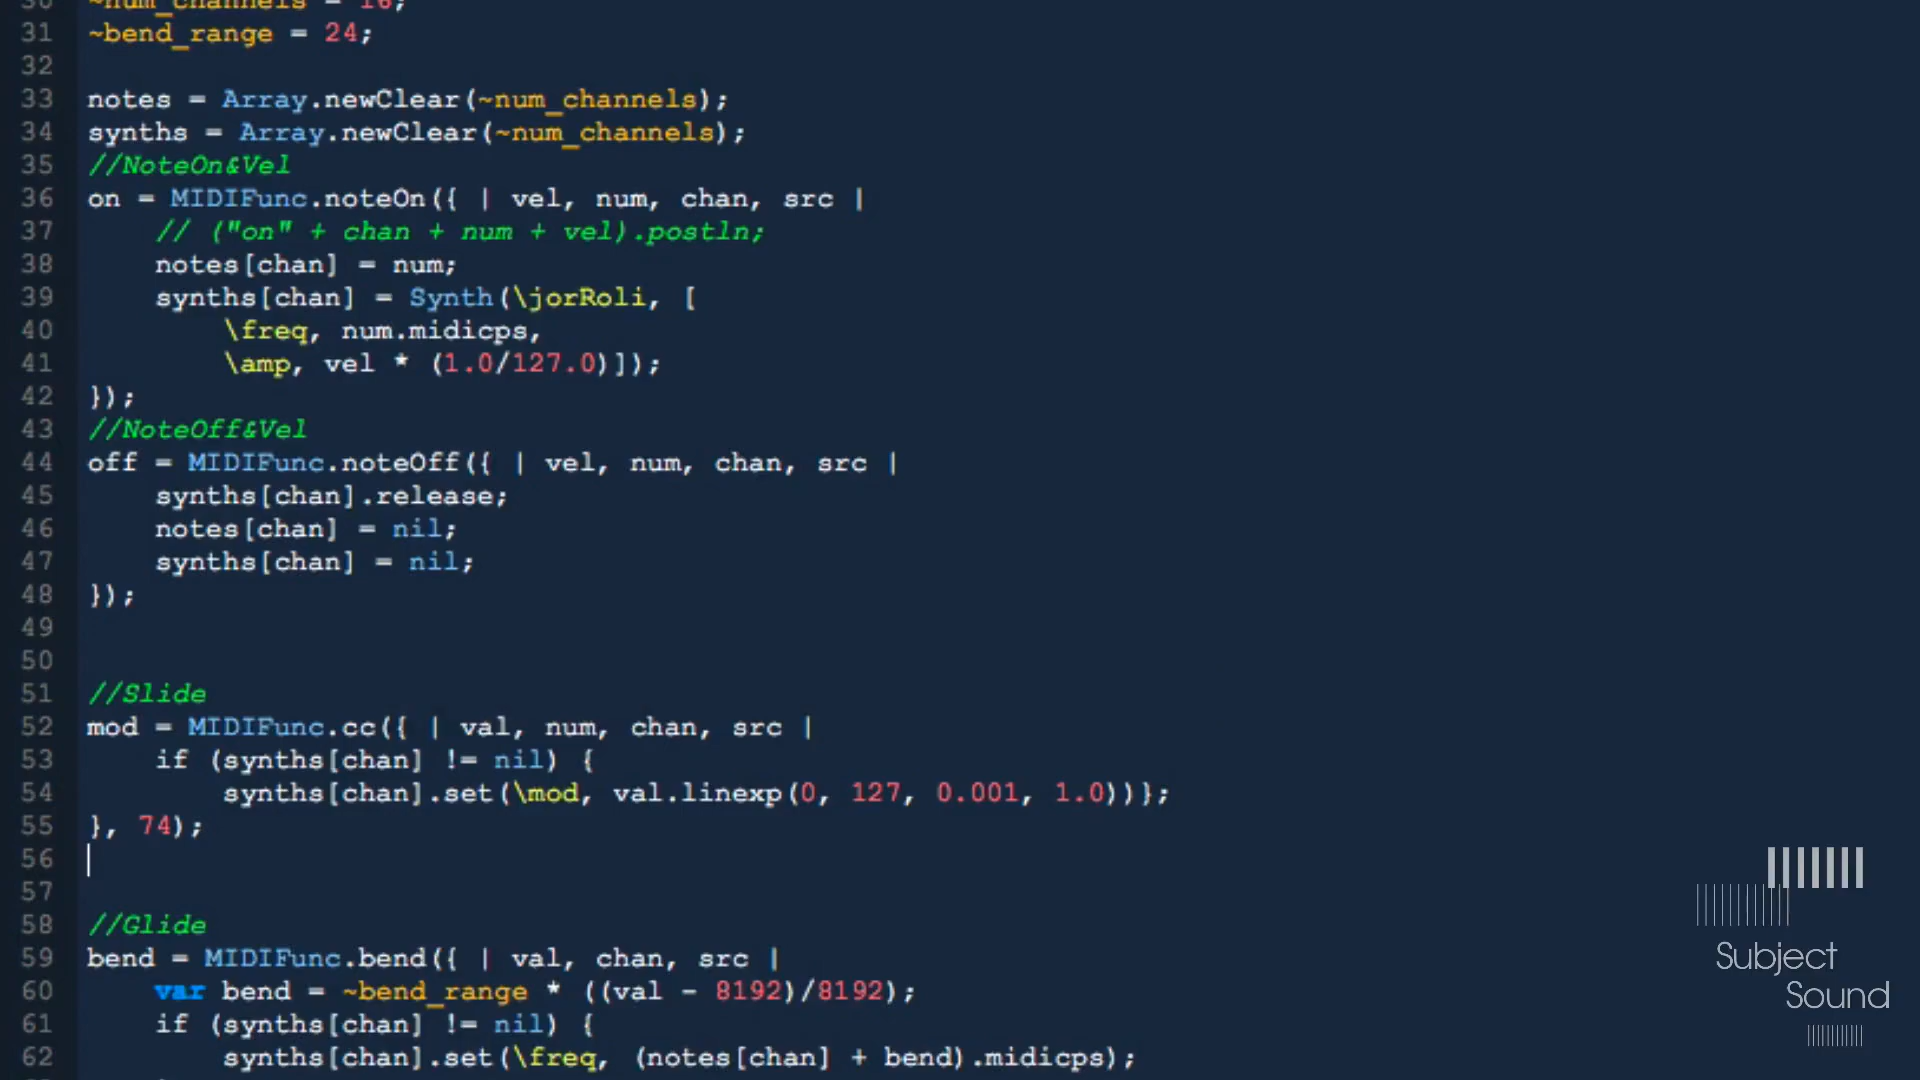 30 ~num_channels = 16;
31 ~bend_range = 24;
32
33 notes = Array.newClear(~num_channels);
34 synths = Array.newClear(~num_channels);
35 //NoteOn&Vel
36 on = MIDIFunc.noteOn({ | vel, num, chan, src |
37 // ("on" + chan + num + vel).postln;
38 notes[chan] = num;
39 synths[chan] = Synth(\jorRoli, [
40 \freq, num.midicps,
41 \amp, vel * (1.0/127.0)]);
42 });
43 //NoteOff&Vel
44 off = MIDIFunc.noteOff({ | vel, num, chan, src |
45 synths[chan].release;
46 notes[chan] = nil;
47 synths[chan] = nil;
48 });
49
50
51 //Slide
52 mod = MIDIFunc.cc({ | val, num, chan, src |
53 if (synths[chan] != nil) {
54 synths[chan].set(\mod, val.linexp(0, 127, 0.001, 1.0))};
55 }, 74);
56
57
58 //Glide
59 bend = MIDIFunc.bend({ | val, chan, src |
60 var bend = ~bend_range * ((val - 8192)/8192);
61 if (synths[chan] != nil) {
62 synths[chan].set(\freq, (notes[chan] + bend).midicps);
Subject
Sound